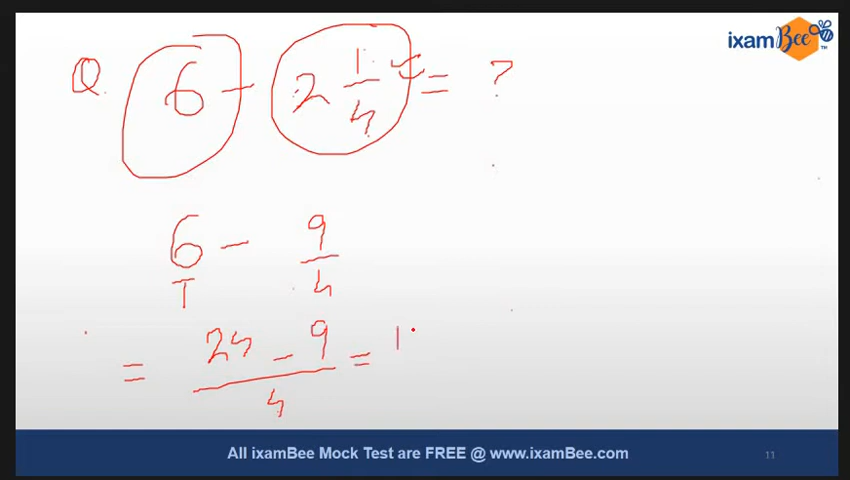 ixamBee™
Q. 6 - 2 1/4 = ?
6/1 - 9/4
= 24 - 9 / 4 = 1
All ixamBee Mock Test are FREE @ www.ixamBee.com
11